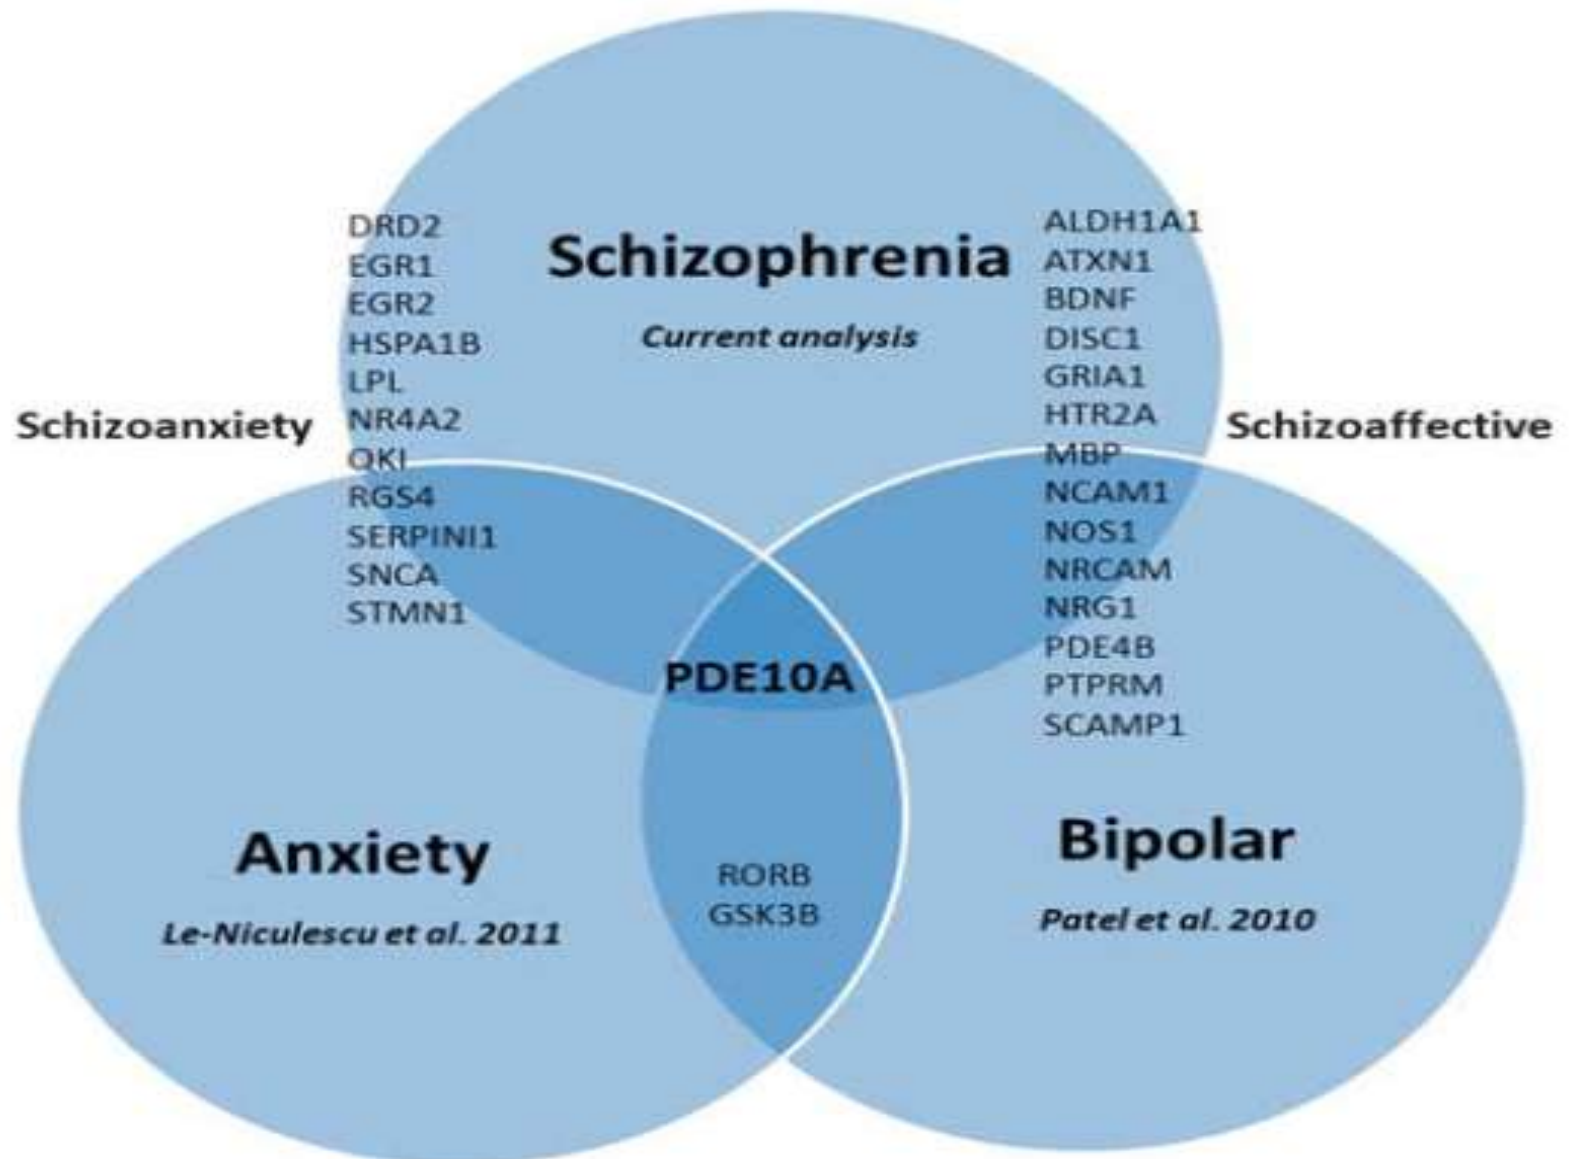 Schizophrenia
Current analysis
DRD2
EGR1
EGR2
HSPA1B
LPL
NR4A2
QKI
RGS4
SERPINI1
SNCA
STMN1
ALDH1A1
ATXN1
BDNF
DISC1
GRIA1
HTR2A
MBP
NCAM1
NOS1
NRCAM
NRG1
PDE4B
PTPRM
SCAMP1
Schizoanxiety
Schizoaffective
PDE10A
Anxiety
Le-Niculescu et al. 2011
RORB
GSK3B
Bipolar
Patel et al. 2010